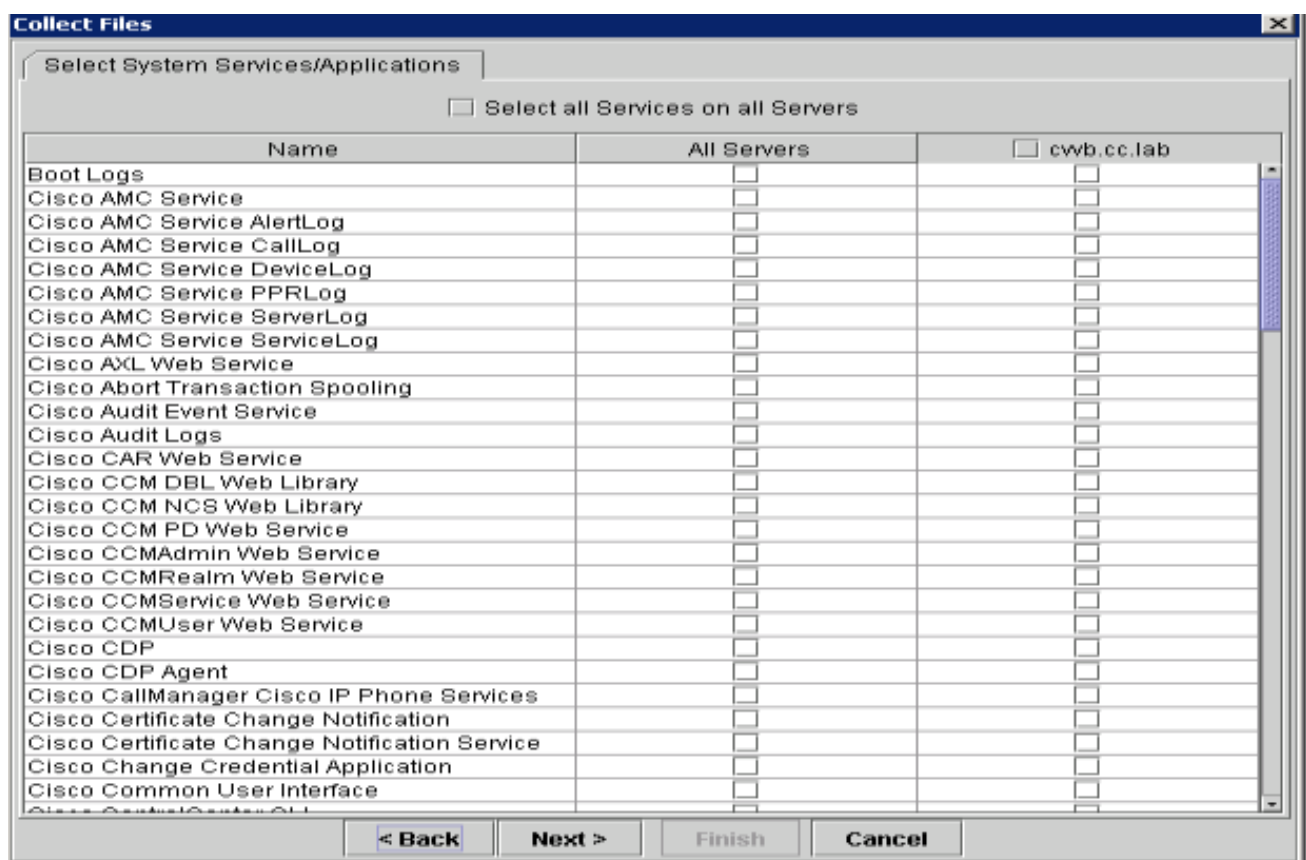 Collect Files
Select System Services/Applications
Select all Services on all Servers
Name All Servers cwb.cc.lab
Boot Logs
Cisco AMC Service
Cisco AMC Service AlertLog
Cisco AMC Service CallLog
Cisco AMC Service DeviceLog
Cisco AMC Service PPRLog
Cisco AMC Service ServerLog
Cisco AMC Service ServiceLog
Cisco AXL Web Service
Cisco Abort Transaction Spooling
Cisco Audit Event Service
Cisco Audit Logs
Cisco CAR Web Service
Cisco CCM DBL Web Library
Cisco CCM NCS Web Library
Cisco CCM PD Web Service
Cisco CCMAdmin Web Service
Cisco CCMRealm Web Service
Cisco CCMService Web Service
Cisco CCMUser Web Service
Cisco CDP
Cisco CDP Agent
Cisco CallManager Cisco IP Phone Services
Cisco Certificate Change Notification
Cisco Certificate Change Notification Service
Cisco Change Credential Application
Cisco Common User Interface
< Back Next > Finish Cancel